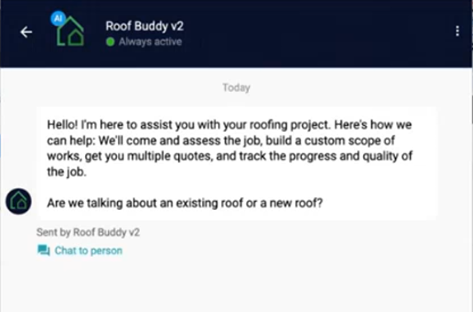 AI
Roof Buddy v2
Always active
Today
Hello! I'm here to assist you with your roofing project. Here's how we
can help: We'll come and assess the job, build a custom scope of
works, get you multiple quotes, and track the progress and quality of
the job.
Are we talking about an existing roof or a new roof?
Sent by Roof Buddy v2
Chat to person